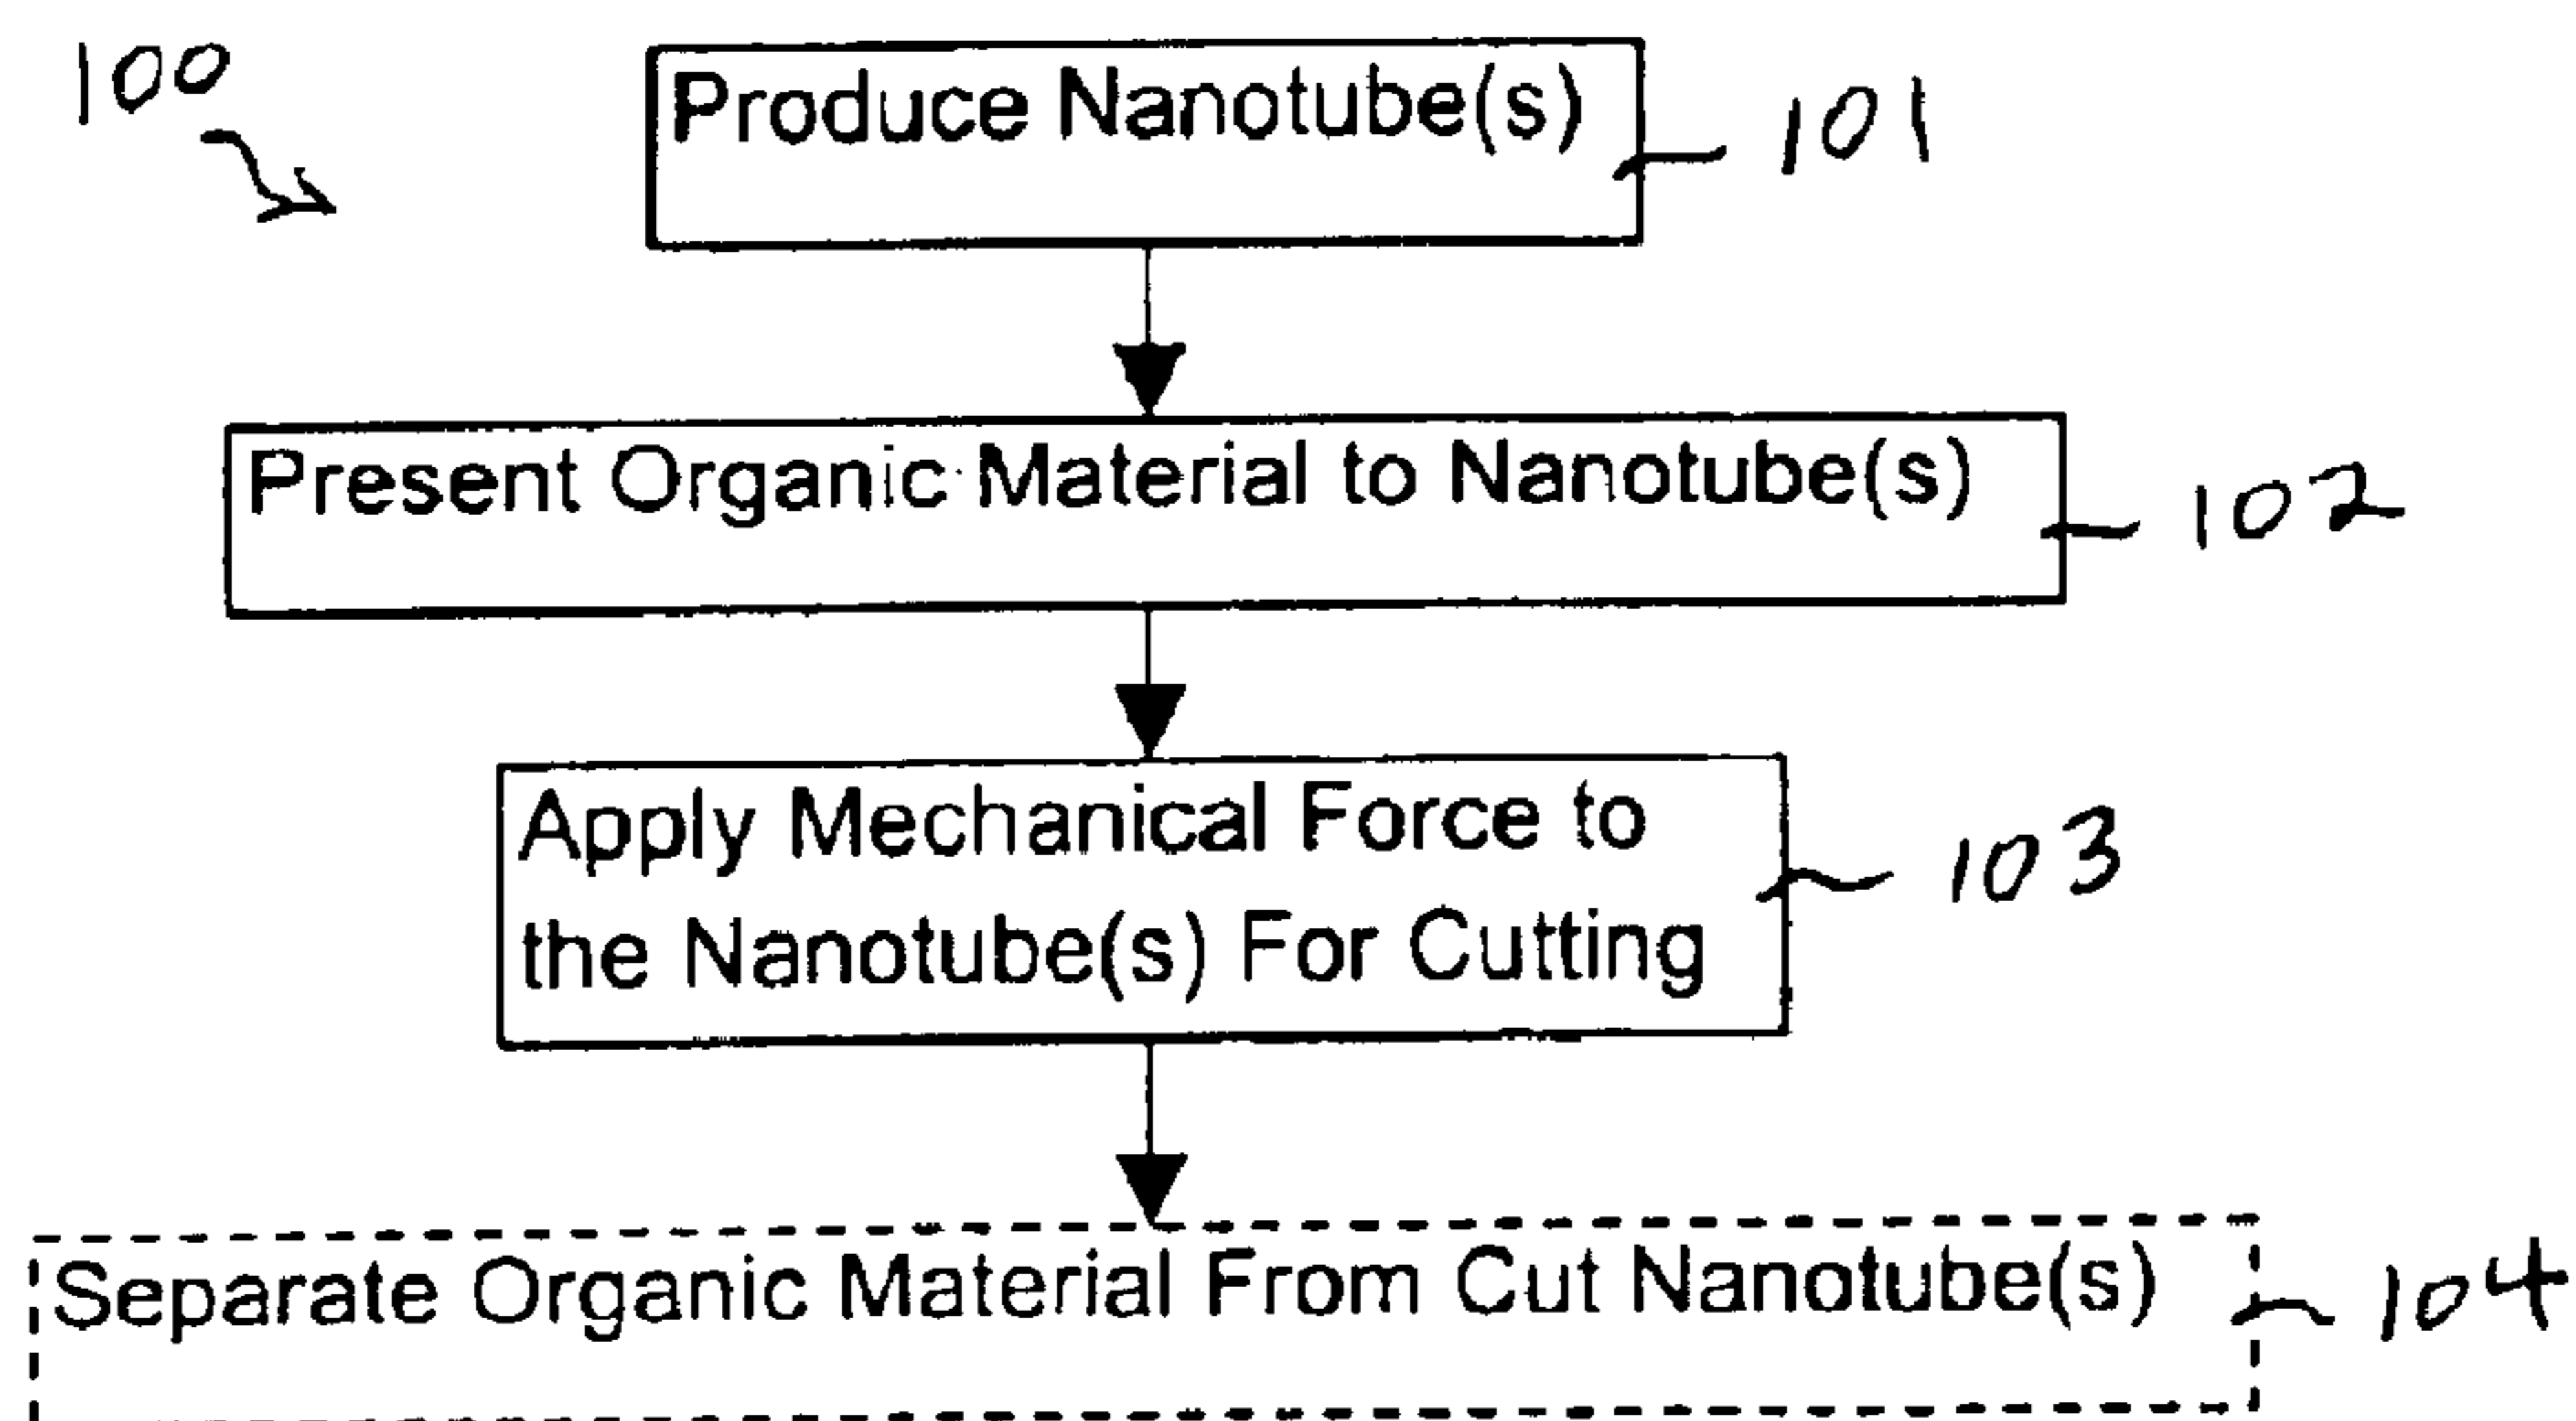 100
Produce Nanotube(s)
101
Present Organic Material to Nanotube(s)
102
Apply Mechanical Force to
the Nanotube(s) For Cutting
103
Separate Organic Material From Cut Nanotube(s)
104